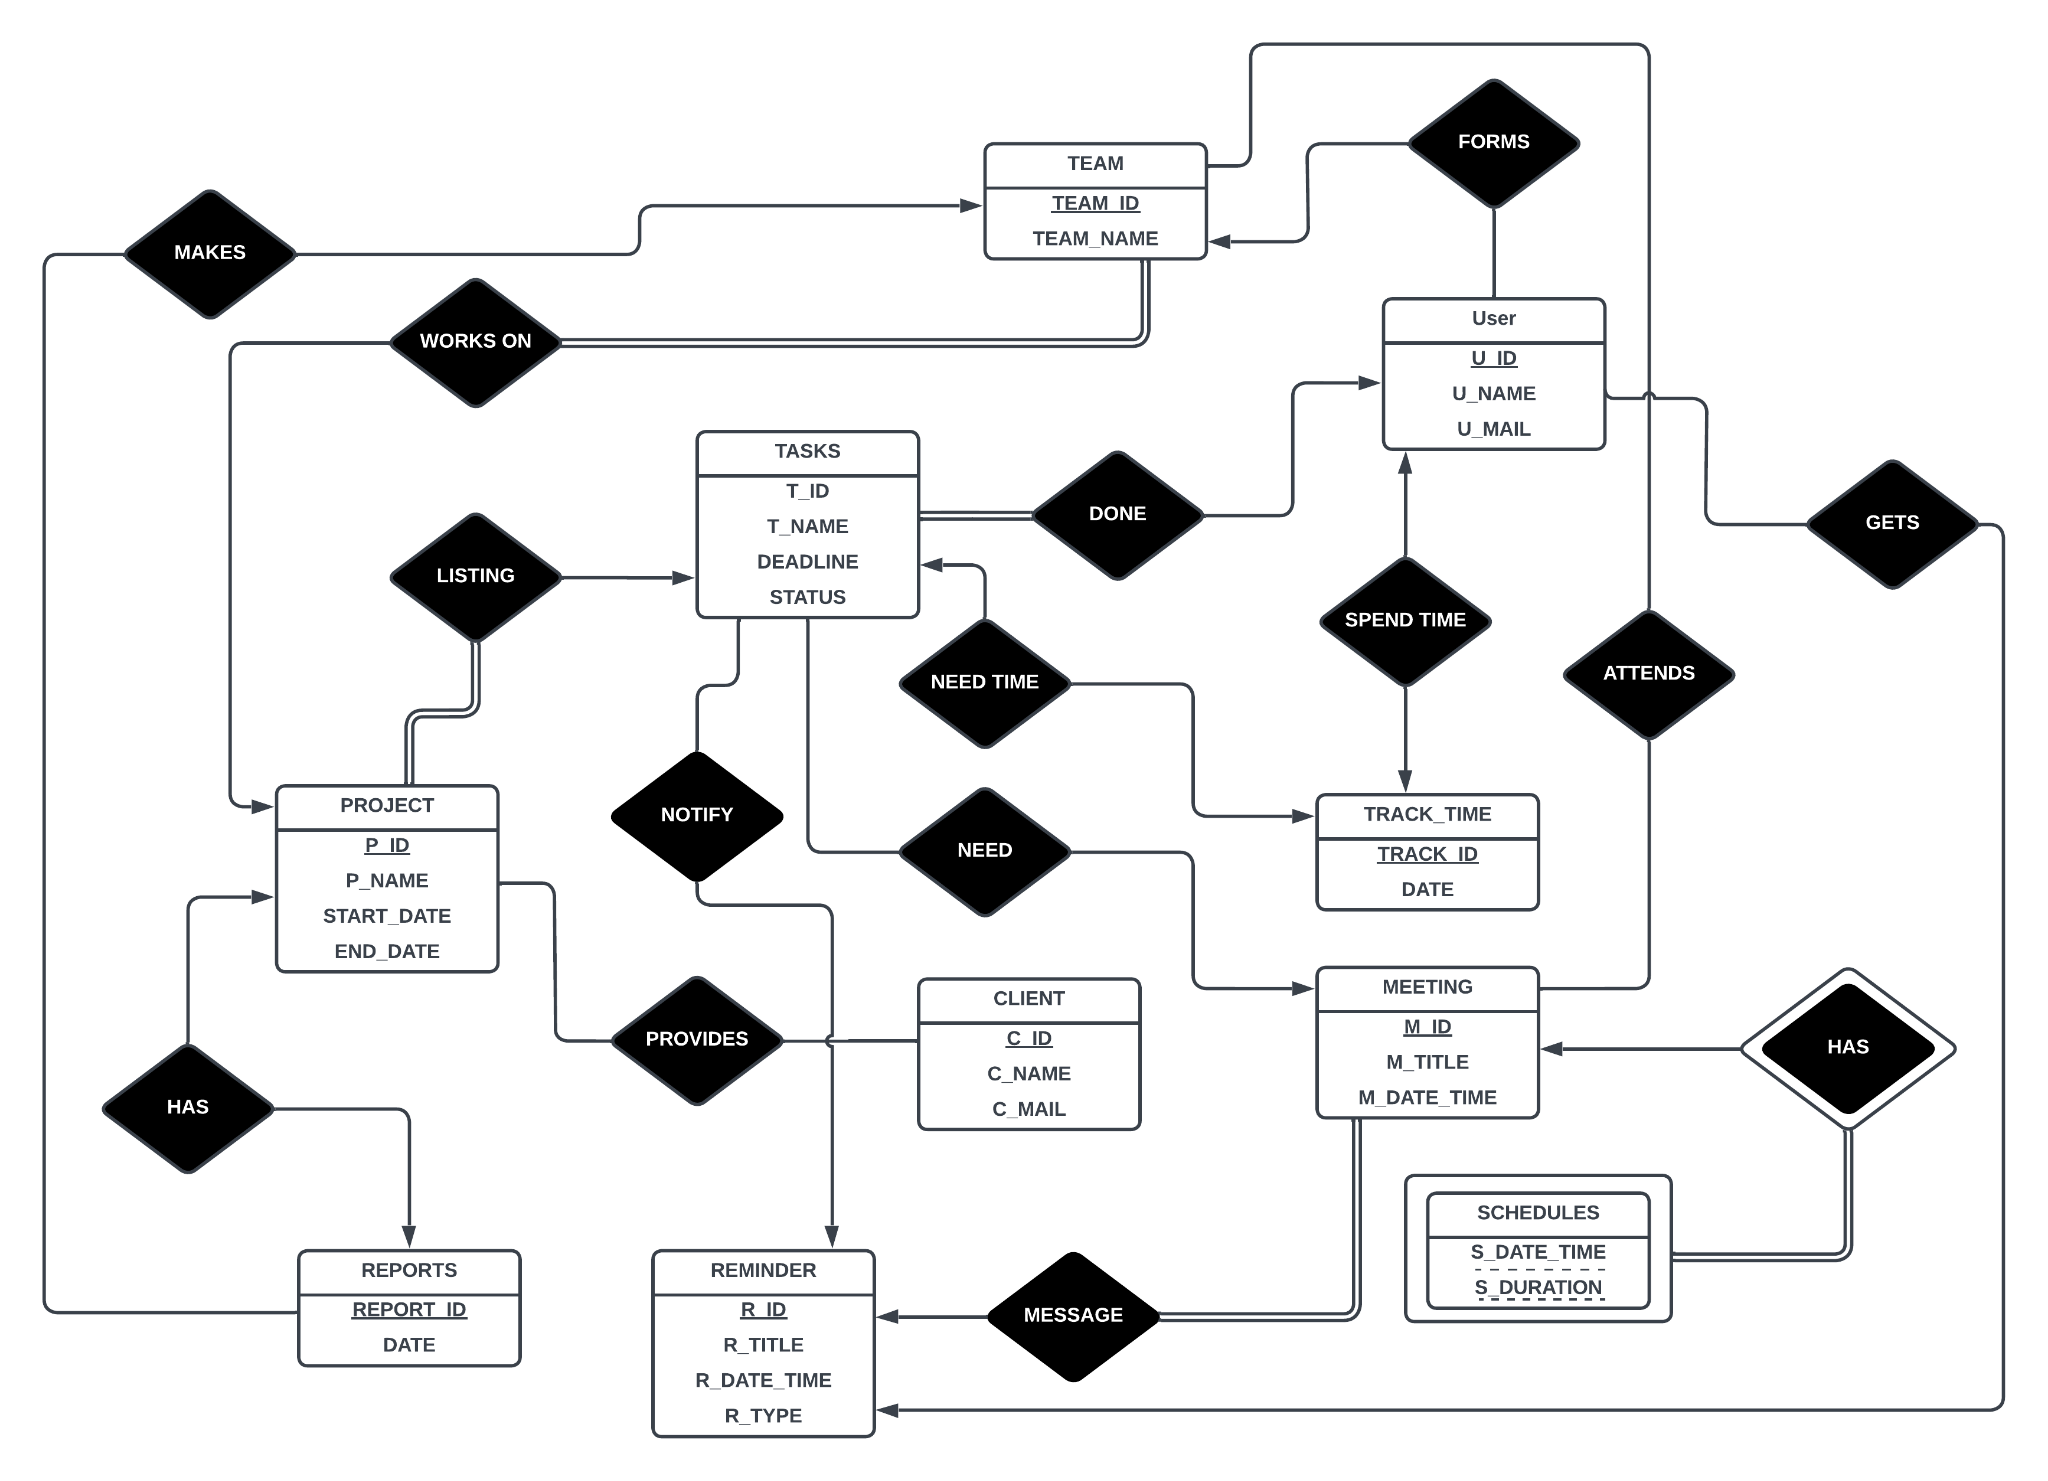 FORMS
TEAM
TEAM_ID
TEAM_NAME
MAKES
WORKS ON
User
U_ID
U_NAME
U_MAIL
TASKS
T_ID
T_NAME
DEADLINE
STATUS
DONE
GETS
LISTING
SPEND TIME
NEED TIME
ATTENDS
PROJECT
P_ID
P_NAME
START_DATE
END_DATE
NOTIFY
NEED
TRACK_TIME
TRACK_ID
DATE
PROVIDES
CLIENT
C_ID
C_NAME
C_MAIL
MEETING
M_ID
M_TITLE
M_DATE_TIME
HAS
HAS
SCHEDULES
S_DATE_TIME
S_DURATION
REPORTS
REPORT_ID
DATE
REMINDER
R_ID
R_TITLE
R_DATE_TIME
R_TYPE
MESSAGE